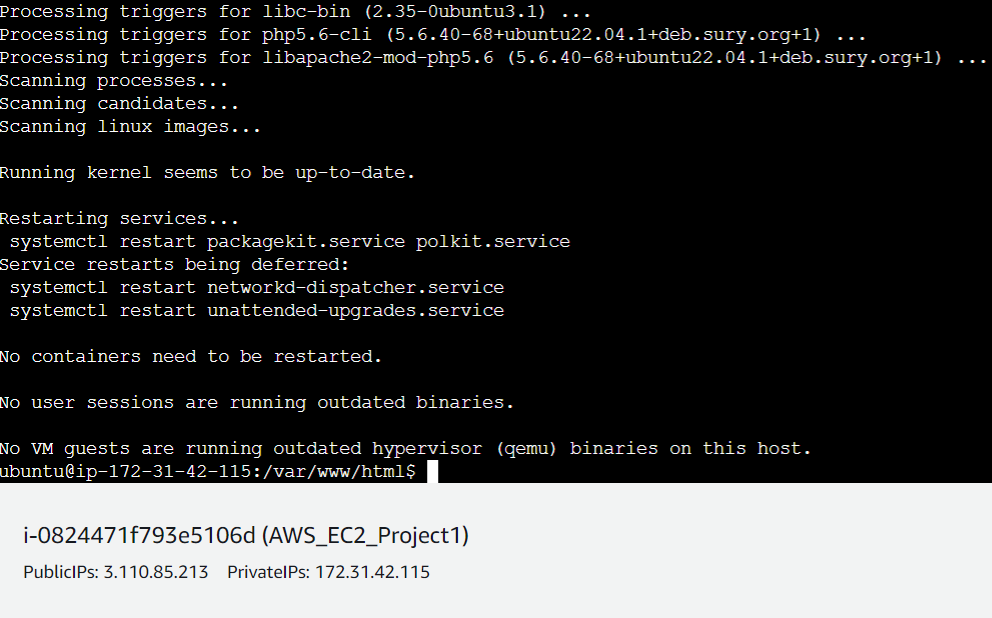 Processing triggers for libc-bin (2.35-0ubuntu3.1) ...
Processing triggers for php5.6-cli (5.6.40-68+ubuntu22.04.1+deb.sury.org+1) ...
Processing triggers for libapache2-mod-php5.6 (5.6.40-68+ubuntu22.04.1+deb.sury.org+1) ...
Scanning processes...
Scanning candidates...
Scanning linux images...
Running kernel seems to be up-to-date.
Restarting services...
systemctl restart packagekit.service polkit.service
Service restarts being deferred:
systemctl restart networkd-dispatcher.service
systemctl restart unattended-upgrades.service
No containers need to be restarted.
No user sessions are running outdated binaries.
No VM guests are running outdated hypervisor (qemu) binaries on this host.
ubuntu@ip-172-31-42-115:/var/www/html$
i-0824471f793e5106d (AWS_EC2_Project1)
PublicIPs: 3.110.85.213 PrivateIPs: 172.31.42.115